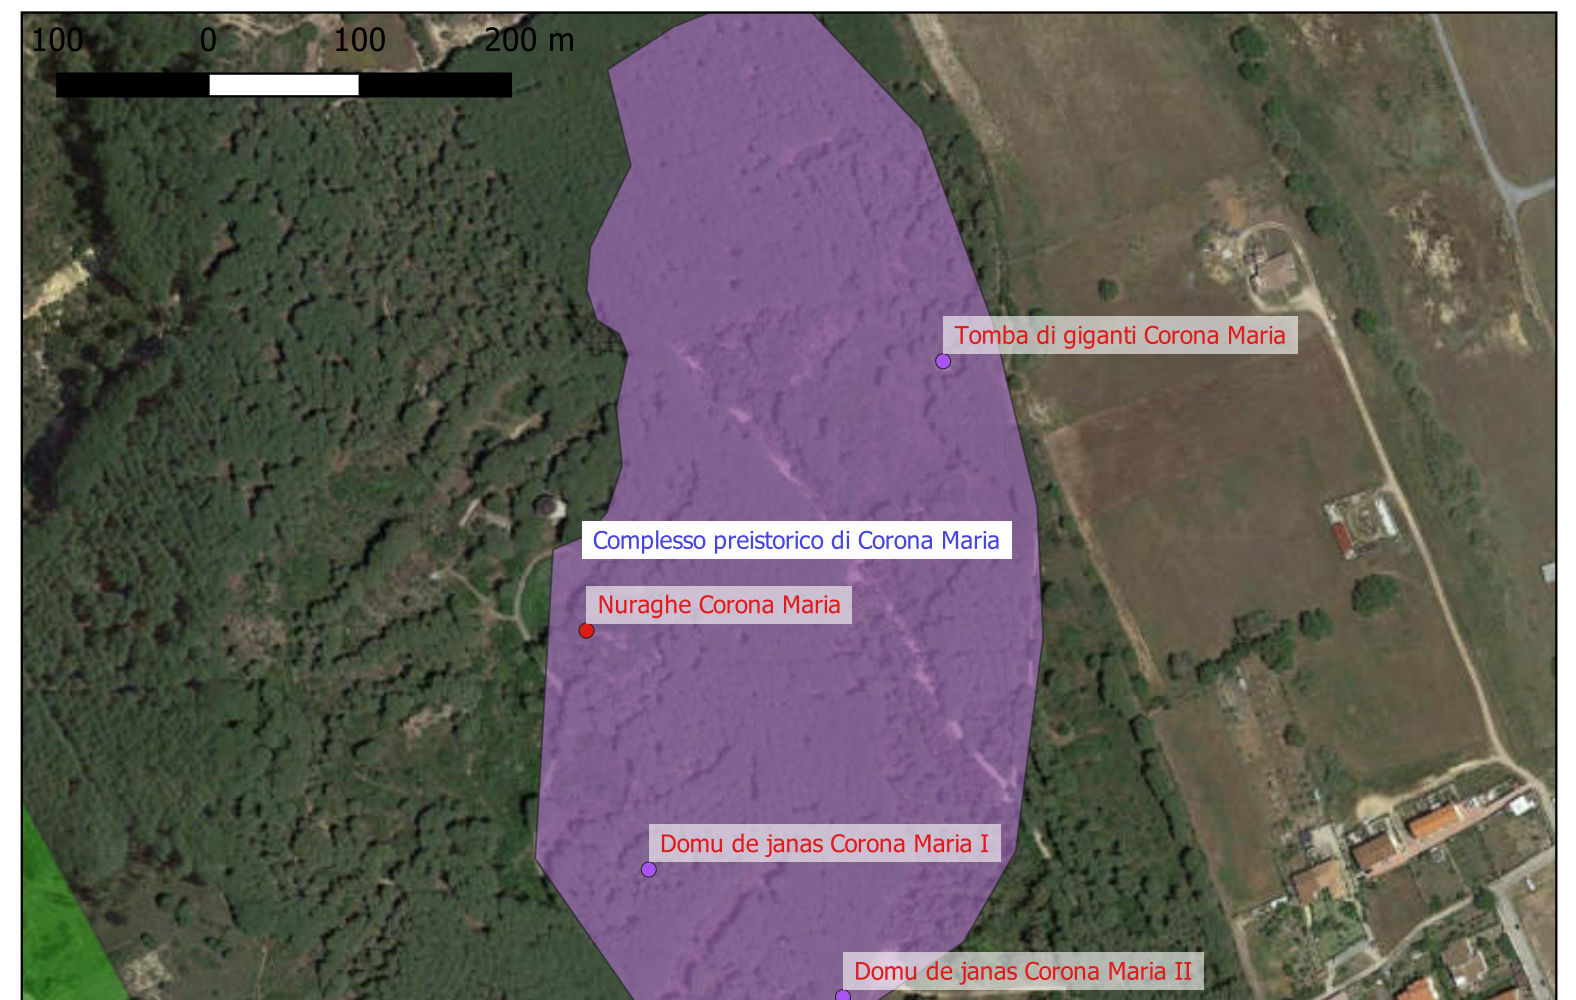 100 0 100 200 m
Tomba di giganti Corona Maria
Complesso preistorico di Corona Maria
Nuraghe Corona Maria
Domu de janas Corona Maria I
Domu de janas Corona Maria II